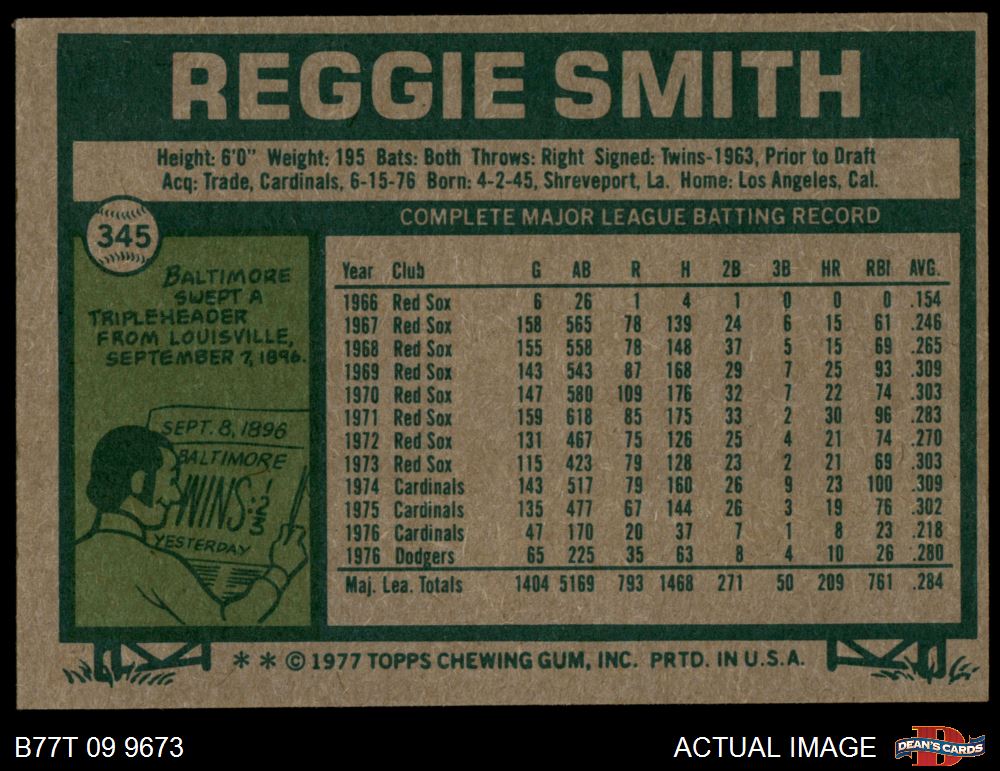 REGGIE SMITH
Height: 6'0" Weight: 195 Bats: Both Throws: Right Signed: Twins-1963, Prior to Draft
Acq: Trade, Cardinals, 6-15-76 Born: 4-2-45, Shreveport, La. Home: Los Angeles, Cal.
345
COMPLETE MAJOR LEAGUE BATTING RECORD
BALTIMORE
SWEPT A
TRIPLEHEADER
FROM LOUISVILLE,
SEPTEMBER 7, 1896.
SEPT. 8, 1896
BALTIMORE
WINS 3!
YESTERDAY
Year Club G AB R H 2B 3B HR RBI AVG.
1966 Red Sox 6 26 1 4 1 0 0 0 .154
1967 Red Sox 158 565 78 139 24 6 15 61 .246
1968 Red Sox 155 558 78 148 37 5 15 69 .265
1969 Red Sox 143 543 87 168 29 7 25 93 .309
1970 Red Sox 147 580 109 176 32 7 22 74 .303
1971 Red Sox 159 618 85 175 33 2 30 96 .283
1972 Red Sox 131 467 75 126 25 4 21 74 .270
1973 Red Sox 115 423 79 128 23 2 21 69 .303
1974 Cardinals 143 517 79 160 26 9 23 100 .309
1975 Cardinals 135 477 67 144 26 3 19 76 .302
1976 Cardinals 47 170 20 37 7 1 8 23 .218
1976 Dodgers 65 225 35 63 8 4 10 26 .280
Maj. Lea. Totals 1404 5169 793 1468 271 50 209 761 .284
* * © 1977 TOPPS CHEWING GUM, INC. PRTD. IN U.S.A.
B77T 09 9673
ACTUAL IMAGE
D
DEAN'S CARDS